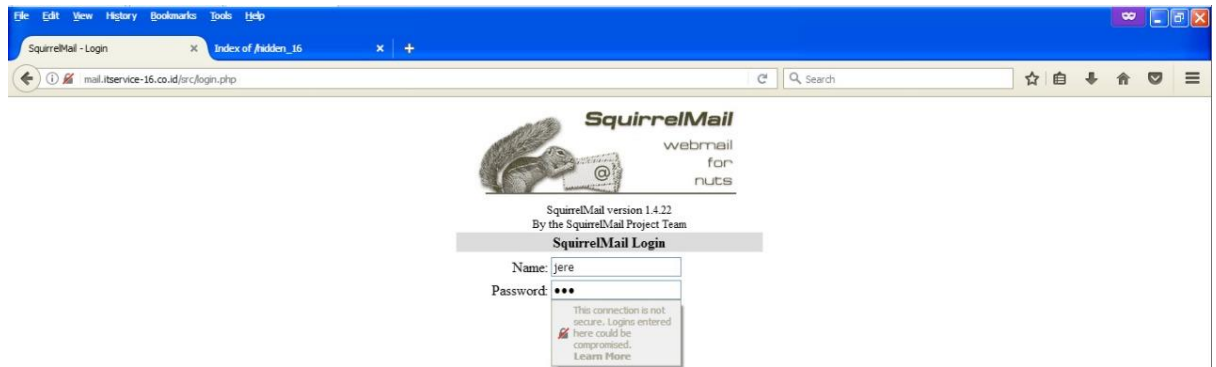 File Edit View History Bookmarks Tools Help
SquirrelMail - Login
Index of /hidden_16
mail.itservice-16.co.id/src/login.php
Search
SquirrelMail
webmail
for
nuts
@
SquirrelMail version 1.4.22
By the SquirrelMail Project Team
SquirrelMail Login
Name: jere
Password: •••
This connection is not
secure. Logins entered
here could be
compromised.
Learn More